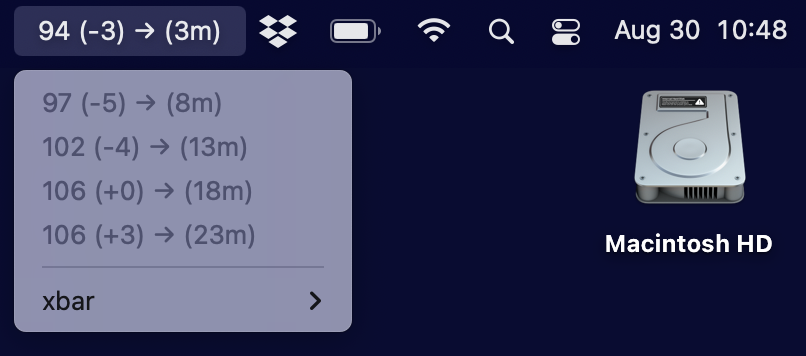 94 (-3) → (3m) Aug 30 10:48
97 (-5) → (8m)
102 (-4) → (13m)
106 (+0) → (18m)
106 (+3) → (23m)
xbar
Macintosh HD